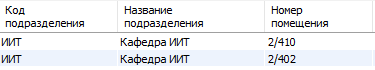 Код Название Номер
подразделения подразделения помещения
ИИТ Кафедра ИИТ 2/410
ИИТ Кафедра ИИТ 2/402